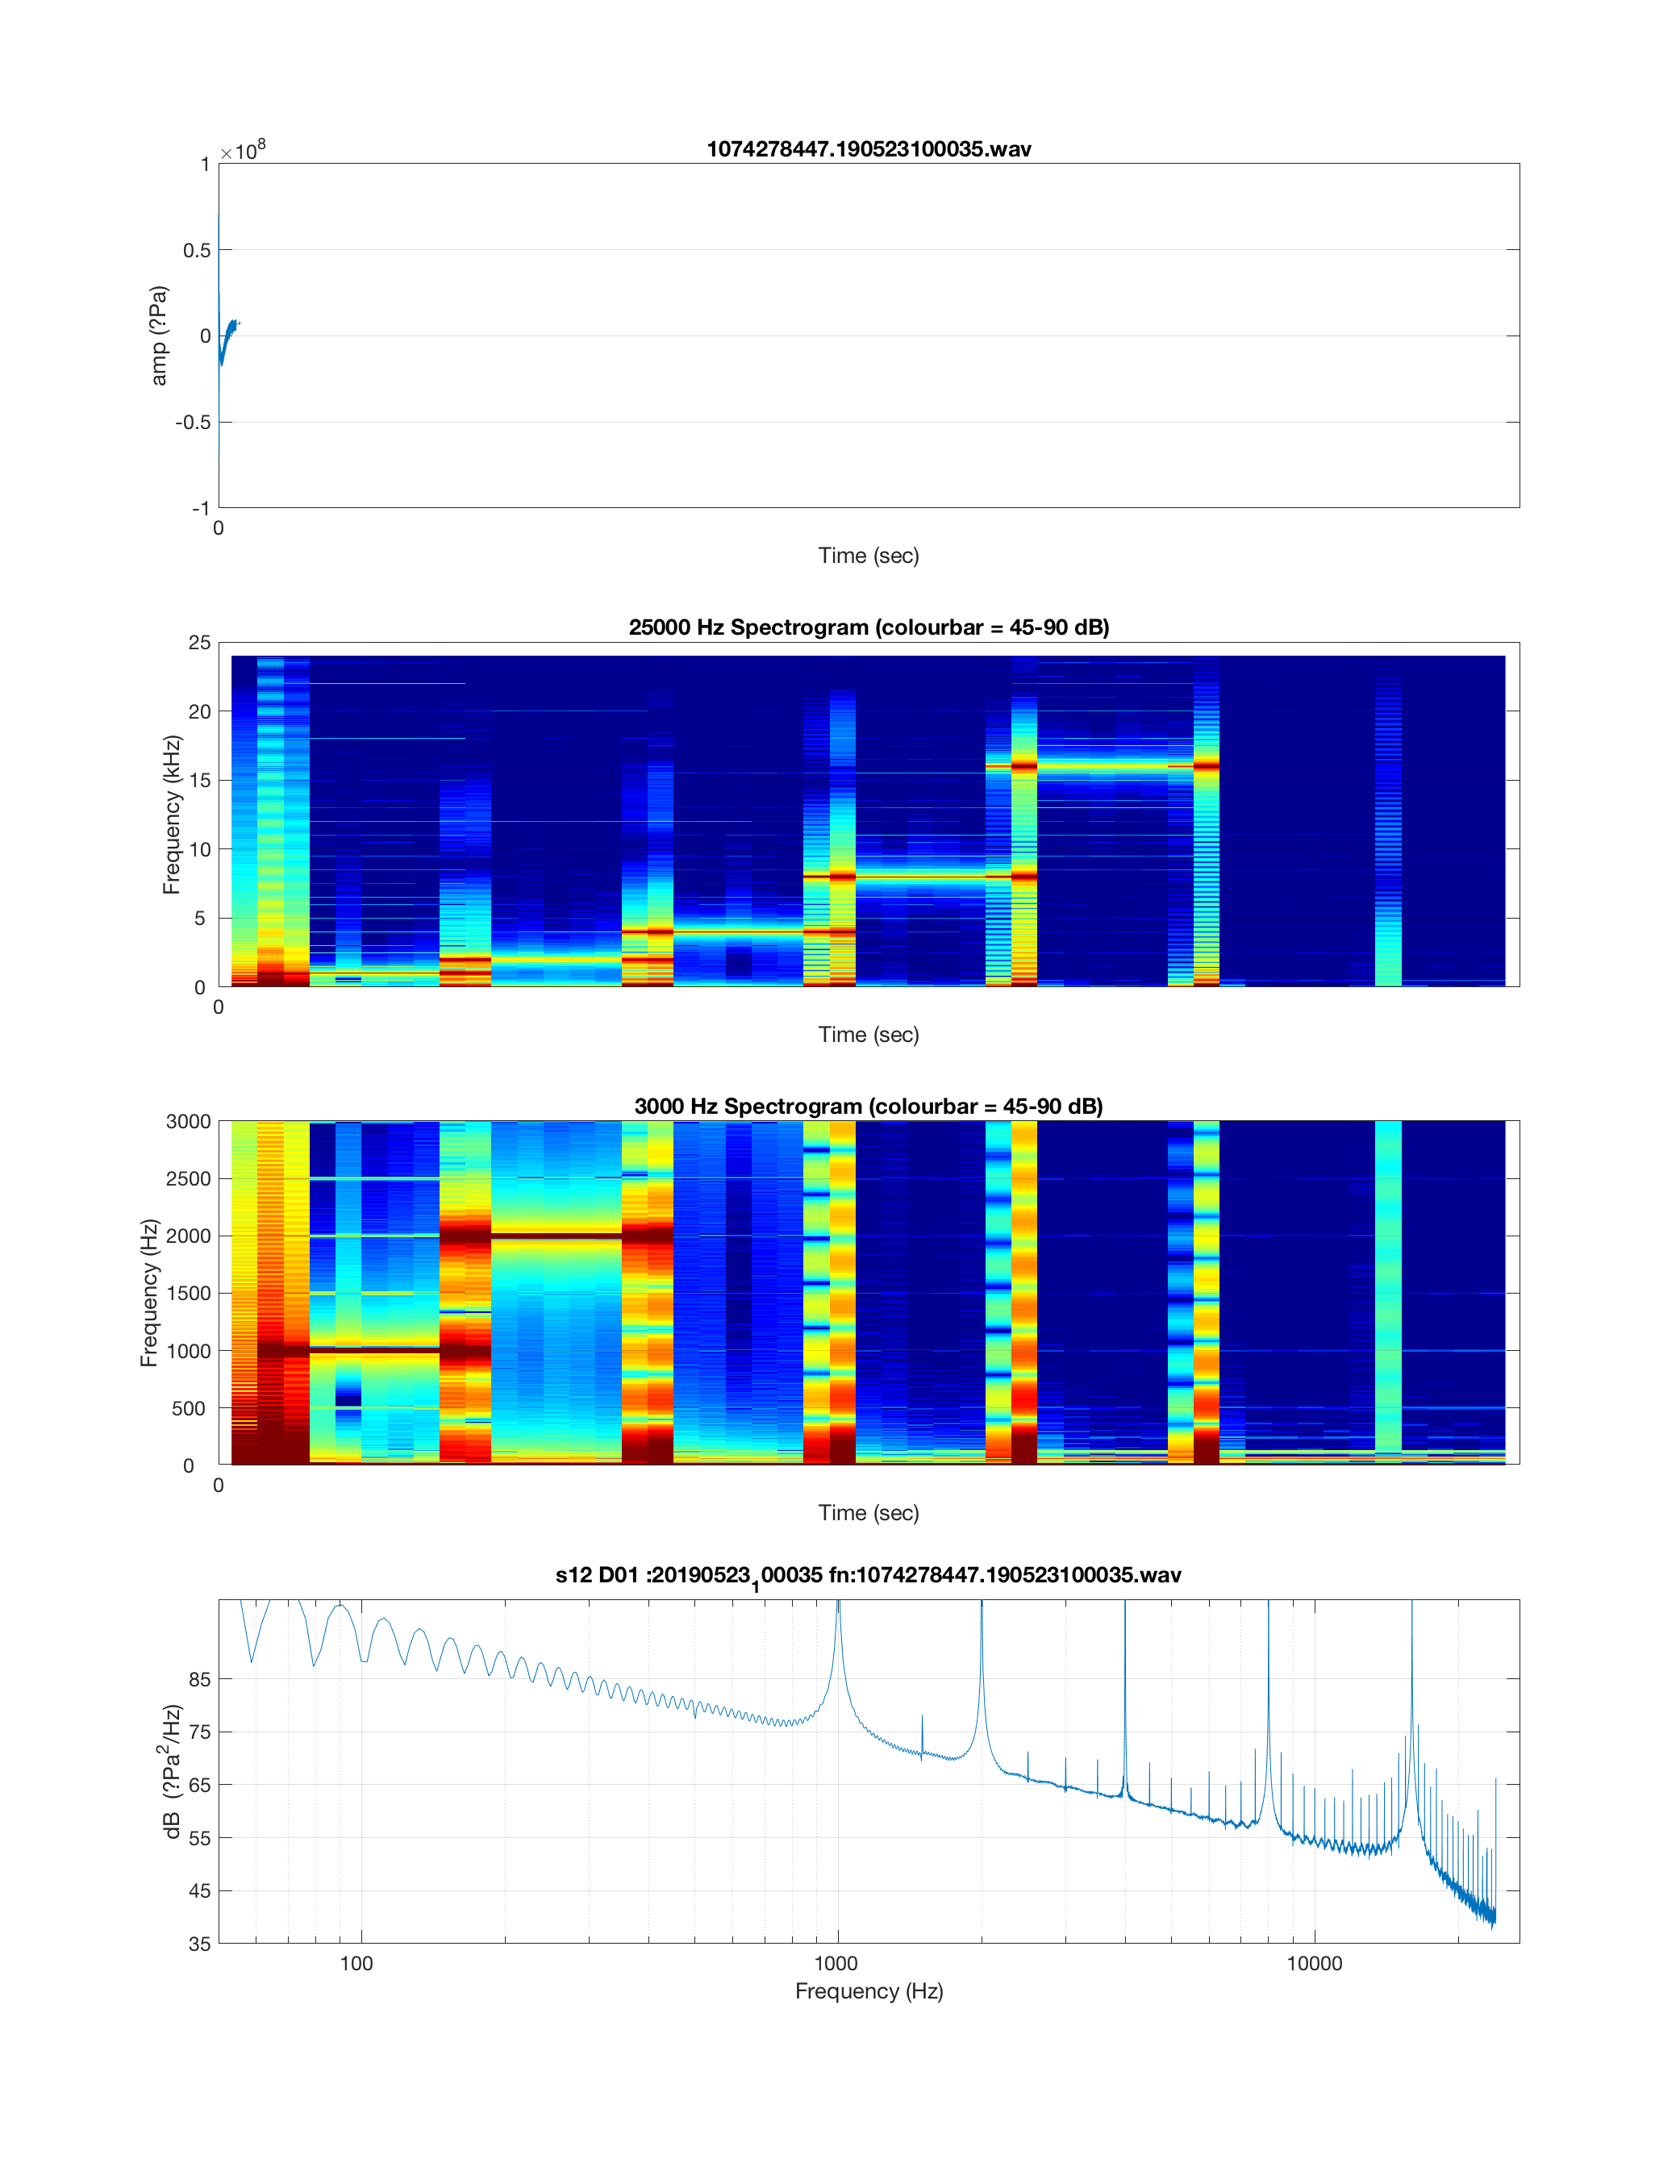 1074278447.190523100035.wav
×10^8
1
0.5
0
-0.5
-1
amp (?Pa)
0
Time (sec)
25000 Hz Spectrogram (colourbar = 45-90 dB)
25
20
15
10
5
0
Frequency (kHz)
0
Time (sec)
3000 Hz Spectrogram (colourbar = 45-90 dB)
3000
2500
2000
1500
1000
500
0
Frequency (Hz)
0
Time (sec)
s12 D01 :20190523_100035 fn:1074278447.190523100035.wav
85
75
65
55
45
35
dB (?Pa^2/Hz)
100 1000 10000
Frequency (Hz)